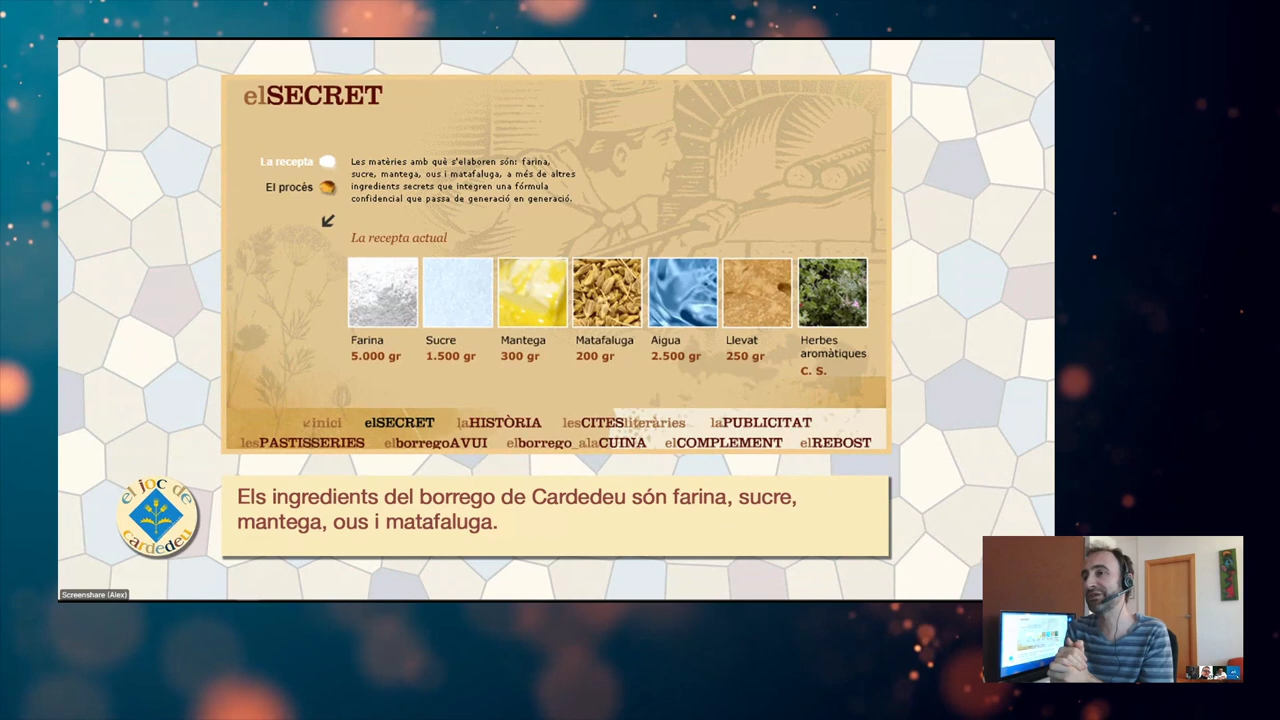 elSECRET
La recepta
El procès
Les matèries amb què s'elaboren són: farina,
sucre, mantega, ous i matafaluga, a més de altres
ingredients secrets que integren una fórmula
confidencial que passa de generació en generació.
La recepta actual
Farina
5.000 gr
Sucre
1.500 gr
Mantega
300 gr
Matafaluga
200 gr
Aigua
2.500 gr
Llevat
250 gr
Herbes
aromàtiques
C. S.
inici elSECRET laHISTÒRIA lesCITESliteràries laPUBLICITAT
lesPASTISSERIES elborregoAVUI elborrego_alaCUINA elCOMPLEMENT elREBOST
el joc de
cardedeu
Els ingredients del borrego de Cardedeu són farina, sucre,
mantega, ous i matafaluga.
Screenshare (Alex)